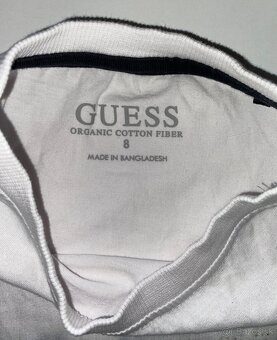 GUESS
ORGANIC COTTON FIBER
8
MADE IN BANGLADESH